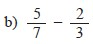 b) 5/7 - 2/3